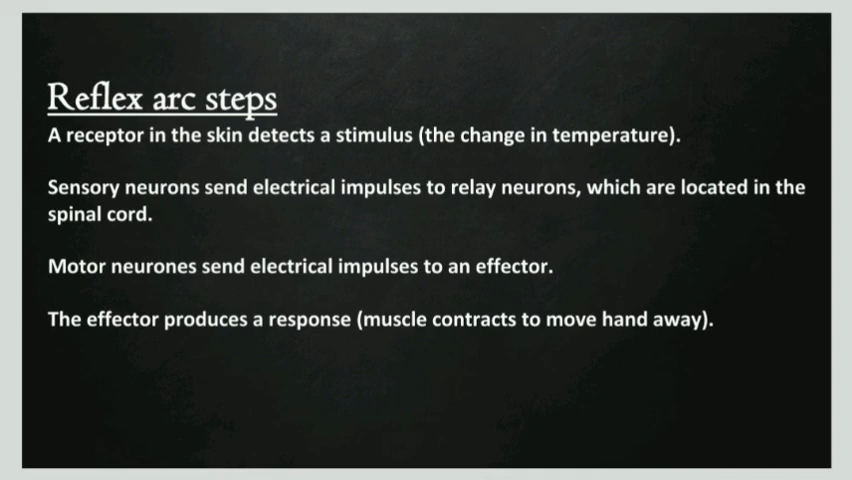 Reflex arc steps
A receptor in the skin detects a stimulus (the change in temperature).
Sensory neurons send electrical impulses to relay neurons, which are located in the
spinal cord.
Motor neurones send electrical impulses to an effector.
The effector produces a response (muscle contracts to move hand away).